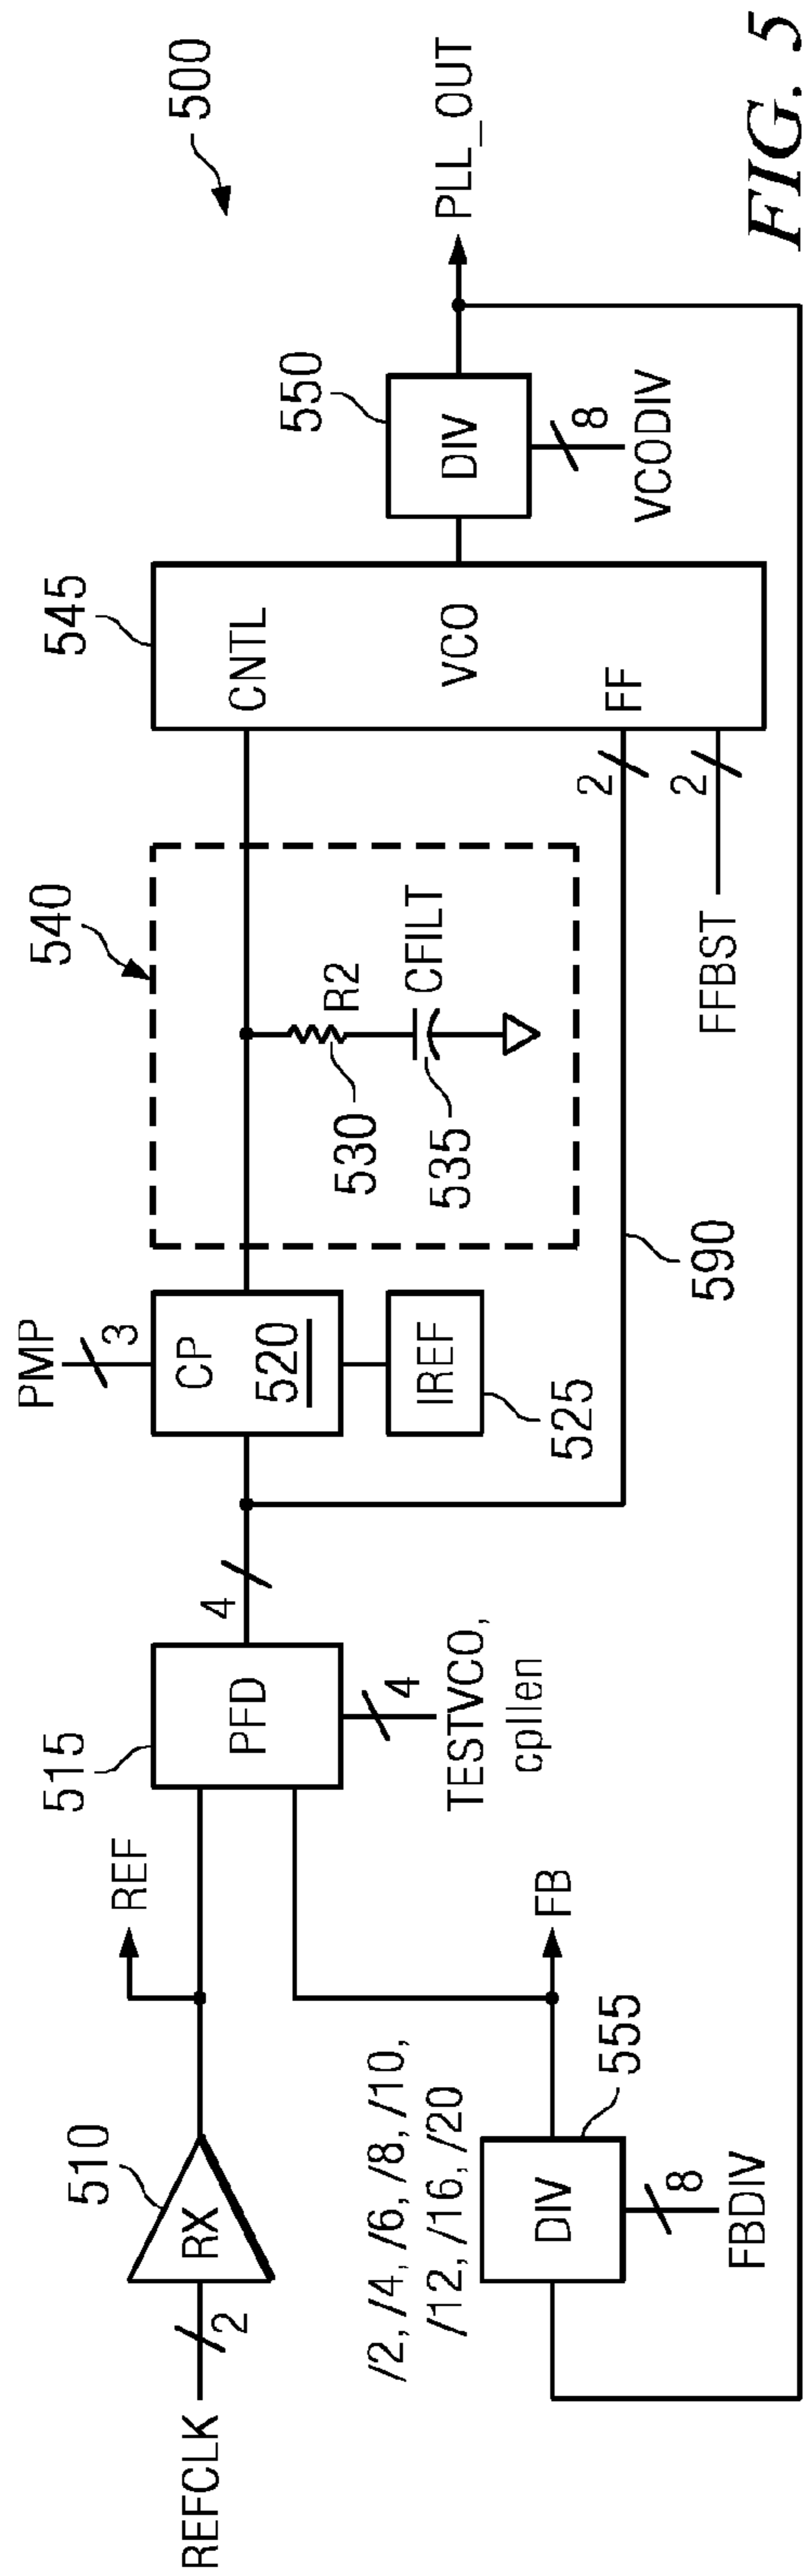 500
REFCLK
2
RX
510
REF
515
PFD
4
TESTVCO,
cpllen
4
PMP
3
CP
520
IREF
525
540
R2
530
CFILT
535
590
545
CNTL
VCO
FF
2
2
FFBST
550
DIV
8
VCODIV
PLL_OUT
/2, /4, /6, /8, /10,
/12, /16, /20
DIV
555
8
FBDIV
FB
FIG. 5